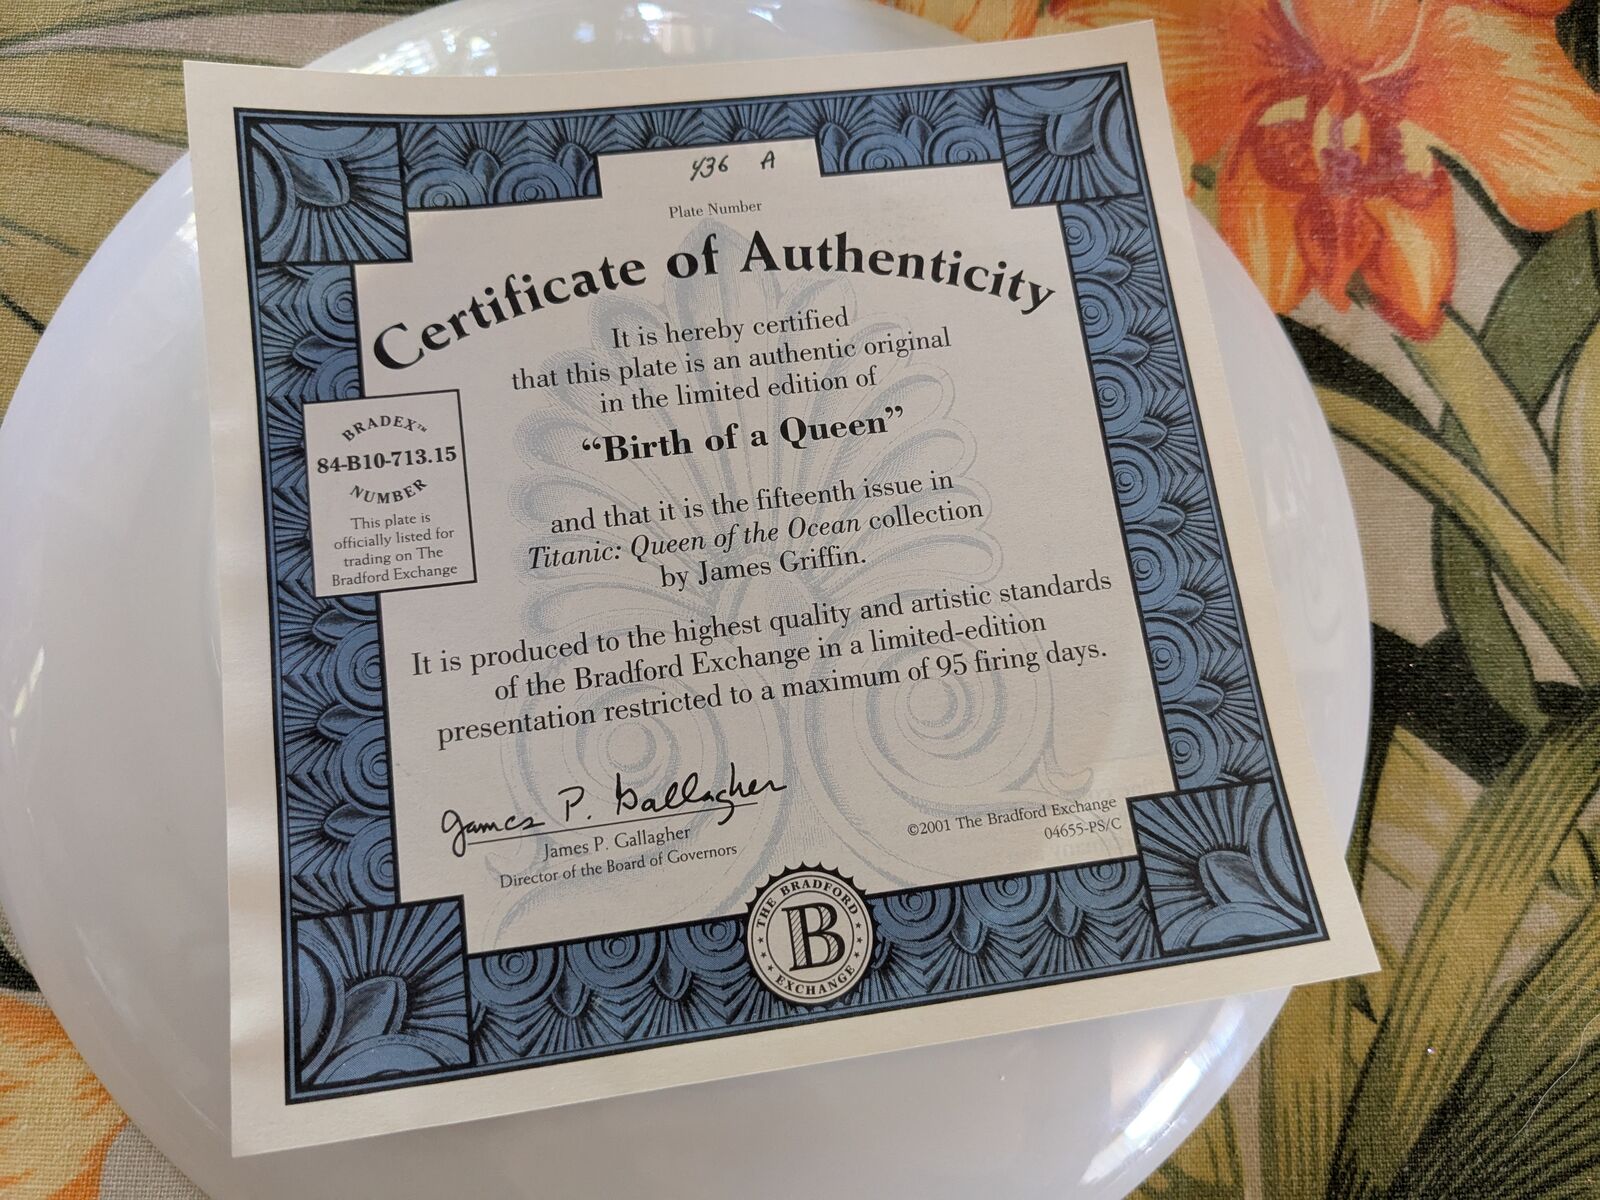 436 A
Plate Number
Certificate of Authenticity
It is hereby certified
that this plate is an authentic original
in the limited edition of
“Birth of a Queen”
and that it is the fifteenth issue in
Titanic: Queen of the Ocean collection
by James Griffin.
It is produced to the highest quality and artistic standards
of the Bradford Exchange in a limited-edition
presentation restricted to a maximum of 95 firing days.
BRADEX™
84-B10-713.15
NUMBER
This plate is
officially listed for
trading on The
Bradford Exchange
James P. Gallagher
James P. Gallagher
Director of the Board of Governors
©2001 The Bradford Exchange
04655-PS/C
THE BRADFORD
B
EXCHANGE